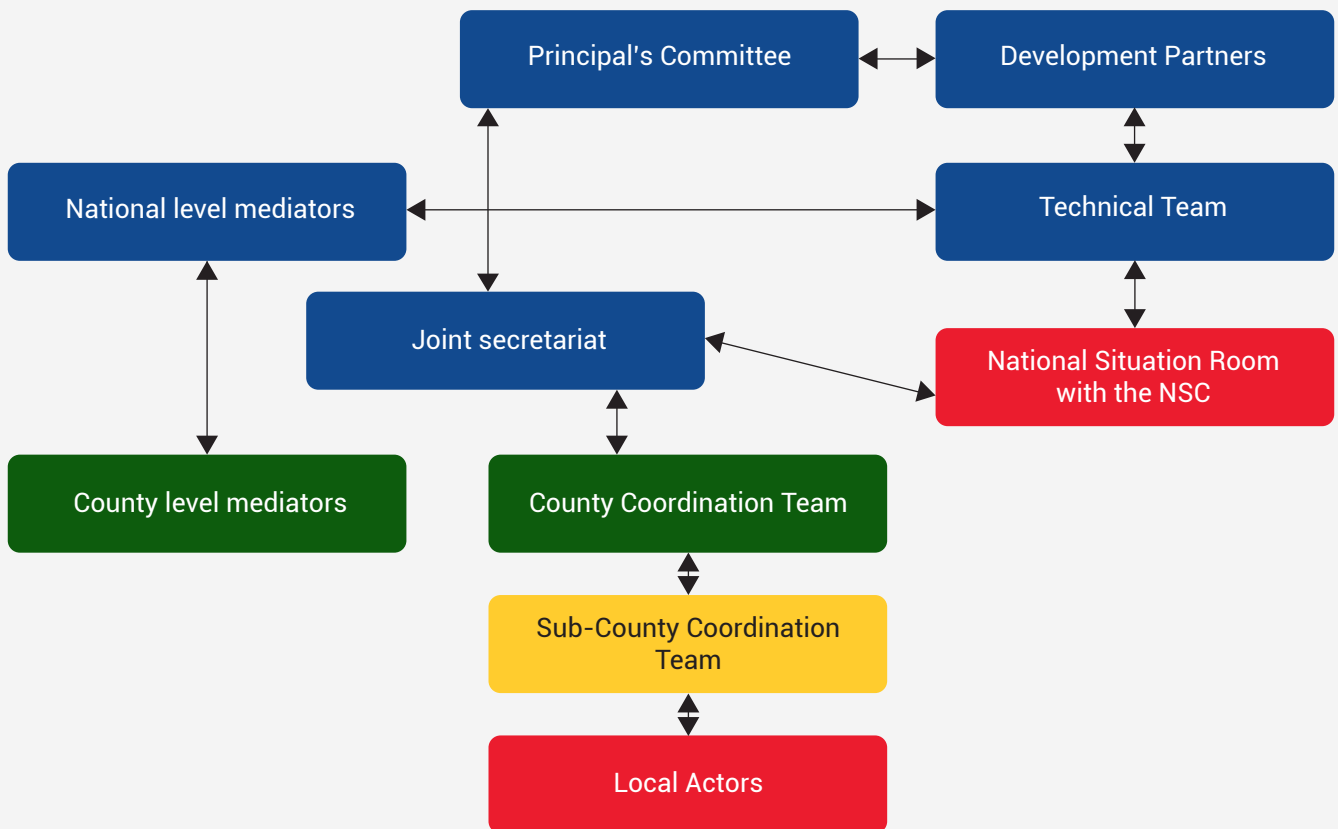 Principal's Committee
Development Partners
National level mediators
Technical Team
Joint secretariat
National Situation Room
with the NSC
County level mediators
County Coordination Team
Sub-County Coordination
Team
Local Actors